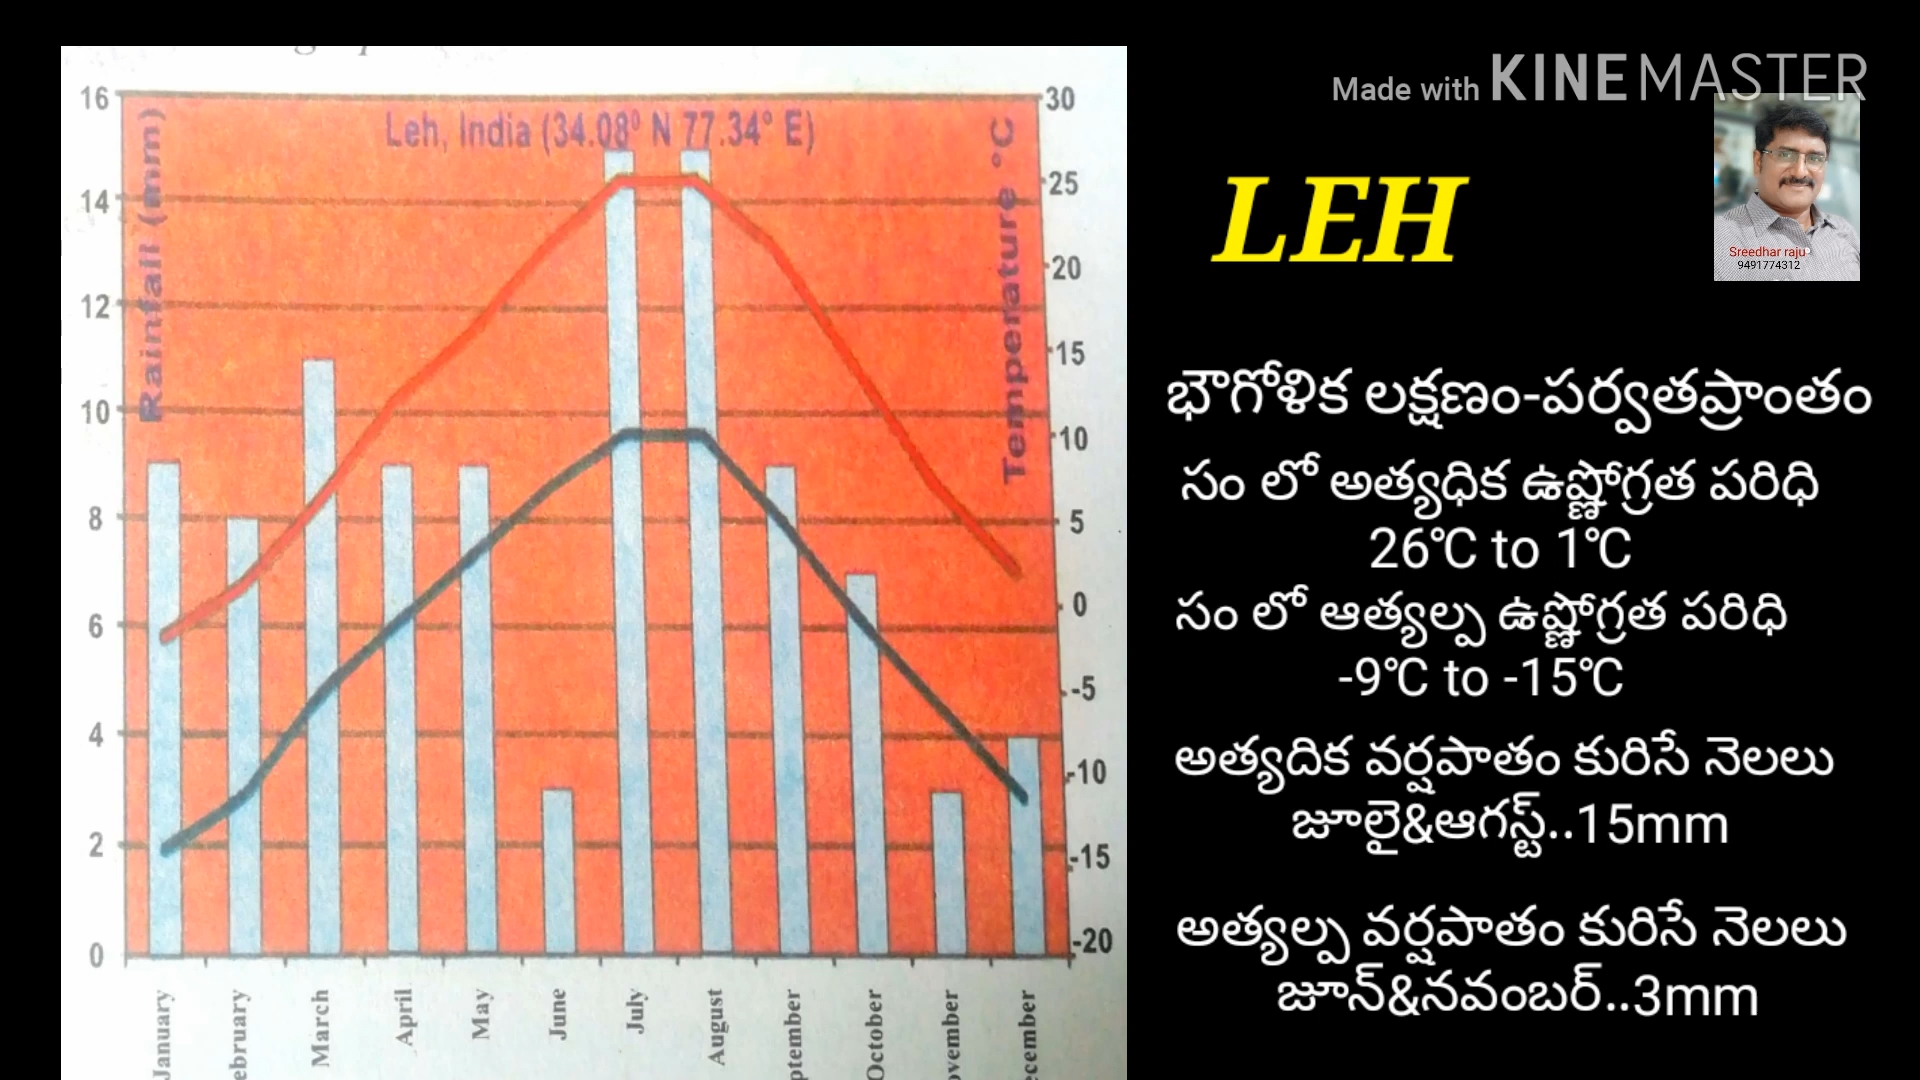 Made with KINEMASTER
Sreedhar raju
9491774312
LEH
Leh, India (34.08° N 77.34° E)
Rainfall (mm)
Temperature °C
16
14
12
10
8
6
4
2
0
30
25
20
15
10
5
0
-5
-10
-15
-20
January
ebruary
March
April
May
June
July
August
ptember
October
ovember
ecember
భౌగోళిక లక్షణం-పర్వతప్రాంతం
సం లో అత్యధిక ఉష్ణోగ్రత పరిధి
26℃ to 1℃
సం లో ఆత్యల్ప ఉష్ణోగ్రత పరిధి
-9℃ to -15℃
అత్యదిక వర్షపాతం కురిసే నెలలు
జూలై&ఆగస్ట్..15mm
అత్యల్ప వర్షపాతం కురిసే నెలలు
జూన్&నవంబర్..3mm